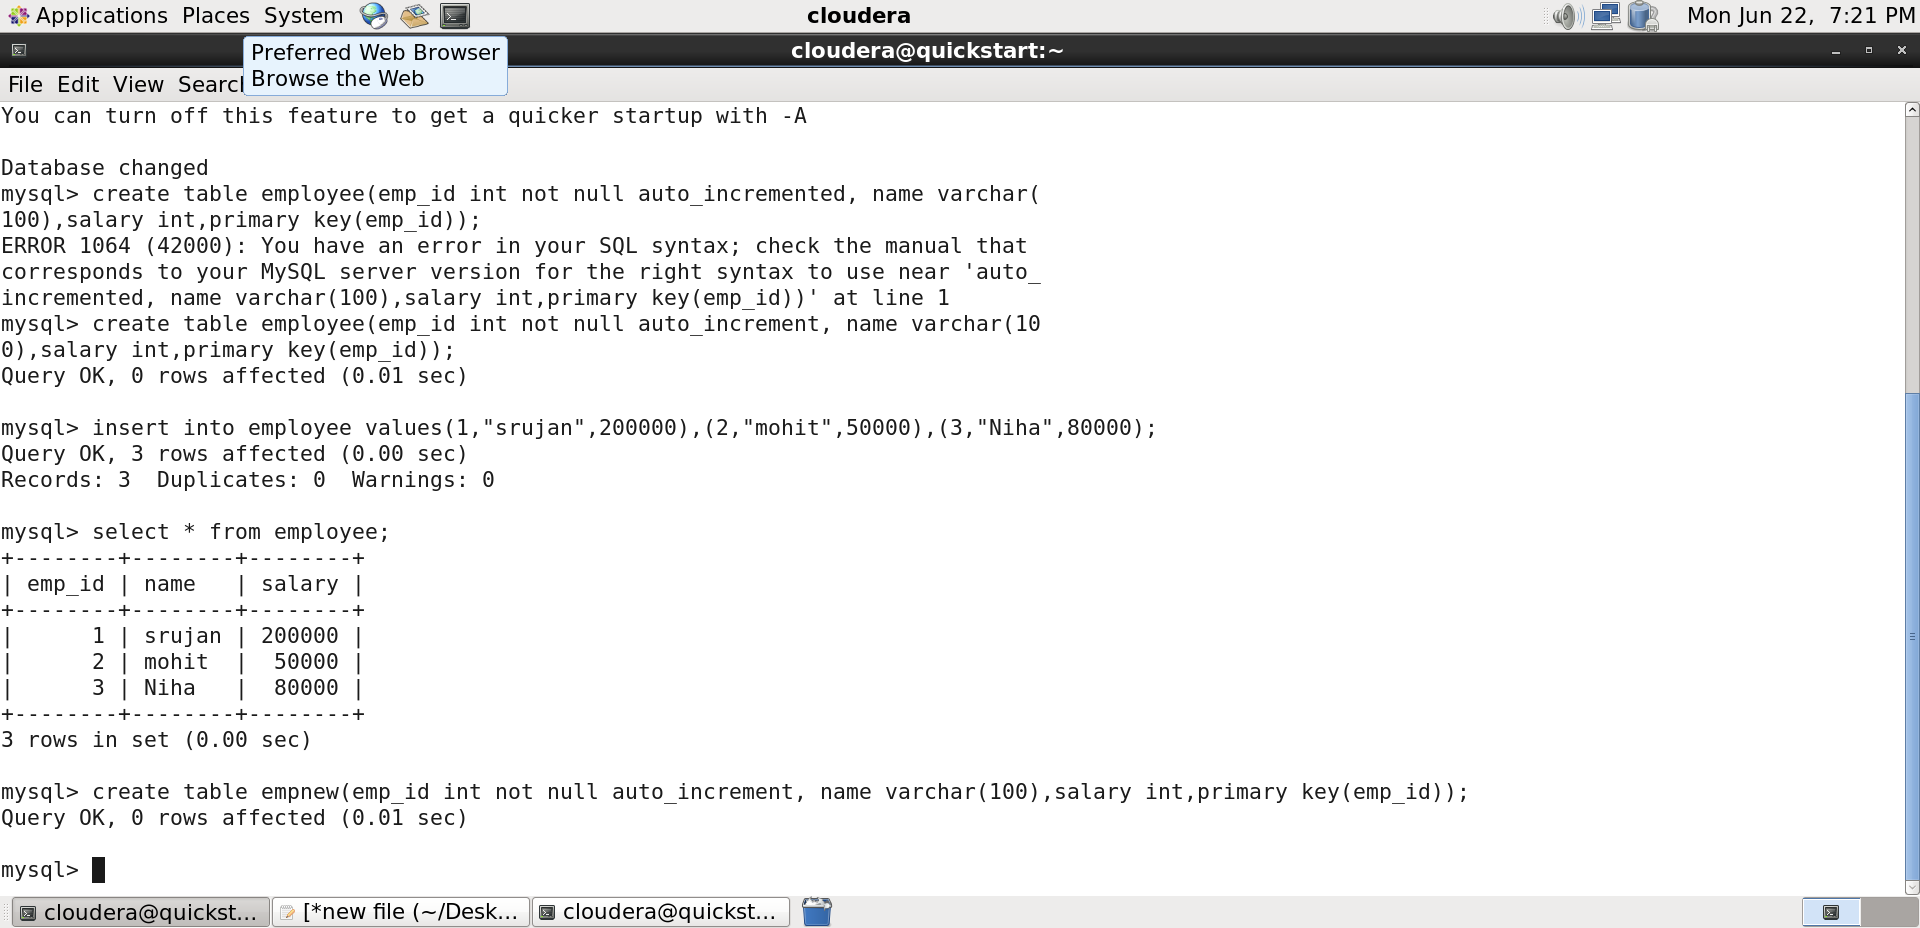 Applications Places System cloudera Mon Jun 22, 7:21 PM
cloudera@quickstart:~
Preferred Web Browser
Browse the Web
File Edit View Search
You can turn off this feature to get a quicker startup with -A
Database changed
mysql> create table employee(emp_id int not null auto_incremented, name varchar(
100),salary int,primary key(emp_id));
ERROR 1064 (42000): You have an error in your SQL syntax; check the manual that
corresponds to your MySQL server version for the right syntax to use near 'auto_
incremented, name varchar(100),salary int,primary key(emp_id))' at line 1
mysql> create table employee(emp_id int not null auto_increment, name varchar(10
0),salary int,primary key(emp_id));
Query OK, 0 rows affected (0.01 sec)
mysql> insert into employee values(1,"srujan",200000),(2,"mohit",50000),(3,"Niha",80000);
Query OK, 3 rows affected (0.00 sec)
Records: 3  Duplicates: 0  Warnings: 0
mysql> select * from employee;
+--------+--------+--------+
| emp_id | name   | salary |
+--------+--------+--------+
|      1 | srujan | 200000 |
|      2 | mohit  |  50000 |
|      3 | Niha   |  80000 |
+--------+--------+--------+
3 rows in set (0.00 sec)
mysql> create table empnew(emp_id int not null auto_increment, name varchar(100),salary int,primary key(emp_id));
Query OK, 0 rows affected (0.01 sec)
mysql>
cloudera@quickst... [*new file (~/Desk... cloudera@quickst...